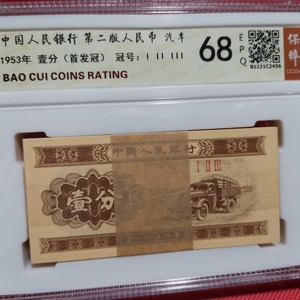 中国人民银行 第二版人民币 汽车
1953年 壹分（首发冠） 冠号：I II III
BAO CUI COINS RATING
68
EPQ
B1221C2456
保粹
中国人民银行
I II III
壹分